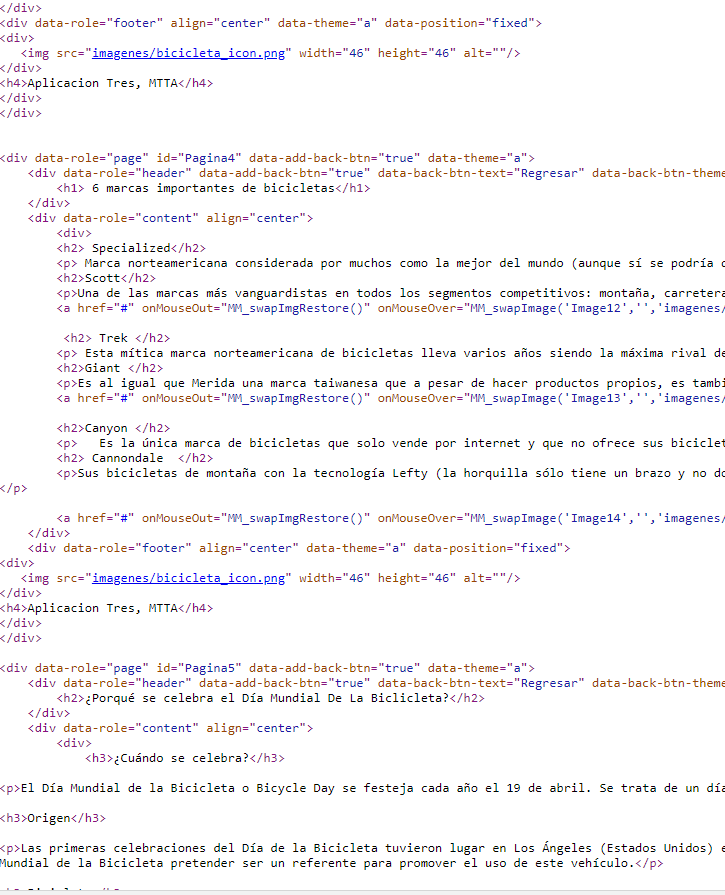 </div>
<div data-role="footer" align="center" data-theme="a" data-position="fixed">
<div>
<img src="imagenes/bicicleta_icon.png" width="46" height="46" alt=""/>
</div>
<h4>Aplicacion Tres, MTTA</h4>
</div>
</div>
<div data-role="page" id="Pagina4" data-add-back-btn="true" data-theme="a">
<div data-role="header" data-add-back-btn="true" data-back-btn-text="Regresar" data-back-btn-theme
<h1> 6 marcas importantes de bicicletas</h1>
</div>
<div data-role="content" align="center">
<div>
<h2> Specialized</h2>
<p> Marca norteamericana considerada por muchos como la mejor del mundo (aunque sí se podría
<h2>Scott</h2>
<p>Una de las marcas más vanguardistas en todos los segmentos competitivos: montaña, carretera
<a href="#" onMouseOut="MM_swapImgRestore()" onMouseOver="MM_swapImage('Image12','','imagenes/
<h2> Trek </h2>
<p> Esta mítica marca norteamericana de bicicletas lleva varios años siendo la máxima rival de
<h2>Giant </h2>
<p>Es al igual que Merida una marca taiwanesa que a pesar de hacer productos propios, es tambi
<a href="#" onMouseOut="MM_swapImgRestore()" onMouseOver="MM_swapImage('Image13','','imagenes/
<h2>Canyon </h2>
<p>   Es la única marca de bicicletas que solo vende por internet y que no ofrece sus biciclet
<h2> Cannondale  </h2>
<p>Sus bicicletas de montaña con la tecnología Lefty (la horquilla sólo tiene un brazo y no do
</p>
<a href="#" onMouseOut="MM_swapImgRestore()" onMouseOver="MM_swapImage('Image14','','imagenes/
</div>
<div data-role="footer" align="center" data-theme="a" data-position="fixed">
<div>
<img src="imagenes/bicicleta_icon.png" width="46" height="46" alt=""/>
</div>
<h4>Aplicacion Tres, MTTA</h4>
</div>
</div>
<div data-role="page" id="Pagina5" data-add-back-btn="true" data-theme="a">
<div data-role="header" data-add-back-btn="true" data-back-btn-text="Regresar" data-back-btn-theme
<h2>¿Porqué se celebra el Día Mundial De La Biclicleta?</h2>
</div>
<div data-role="content" align="center">
<div>
<h3>¿Cuándo se celebra?</h3>
<p>El Día Mundial de la Bicicleta o Bicycle Day se festeja cada año el 19 de abril. Se trata de un día
<h3>Origen</h3>
<p>Las primeras celebraciones del Día de la Bicicleta tuvieron lugar en Los Ángeles (Estados Unidos) e
Mundial de la Bicicleta pretender ser un referente para promover el uso de este vehículo.</p>